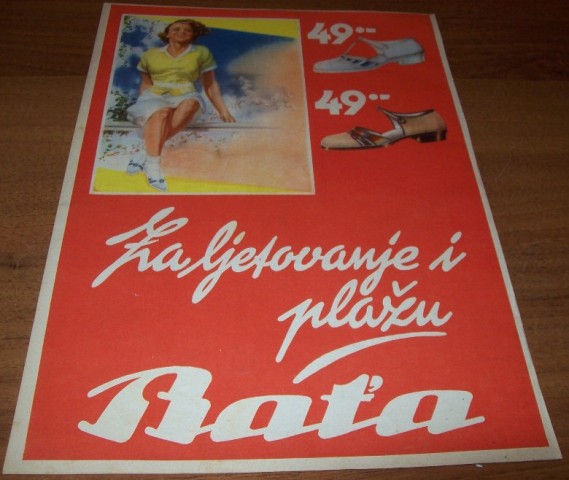 49·--
49·--
Za ljetovanje i
plažu
Baťa